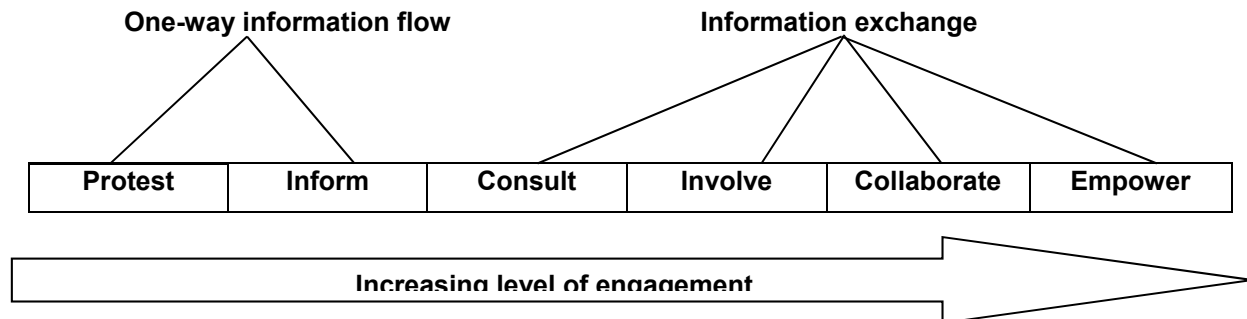 One-way information flow
Information exchange
Protest
Inform
Consult
Involve
Collaborate
Empower
Increasing level of engagement